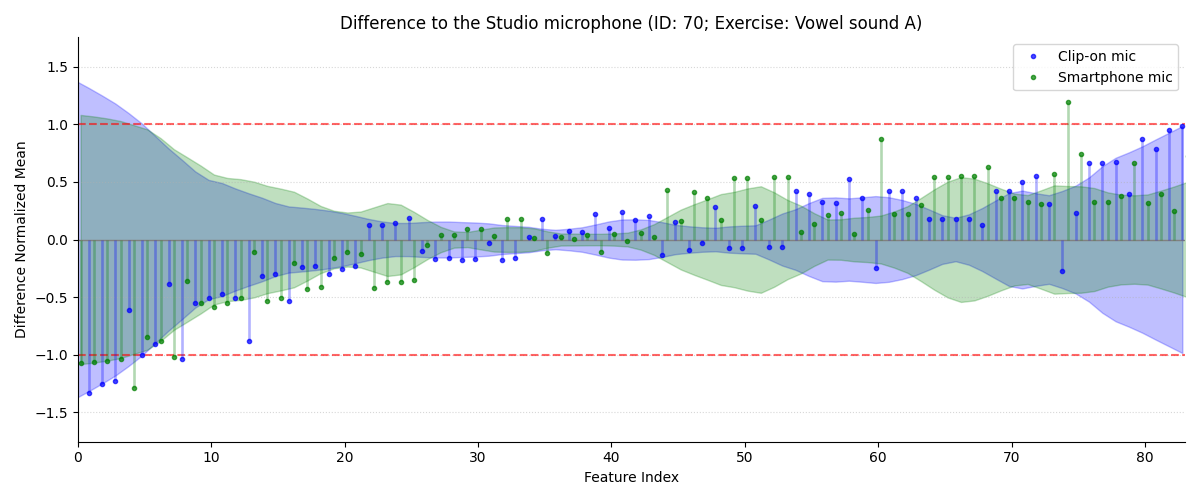 Difference to the Studio microphone (ID: 70; Exercise: Vowel sound A)
Clip-on mic
Smartphone mic
Difference Normalized Mean
1.5
1.0
0.5
0.0
−0.5
−1.0
−1.5
0 10 20 30 40 50 60 70 80
Feature Index